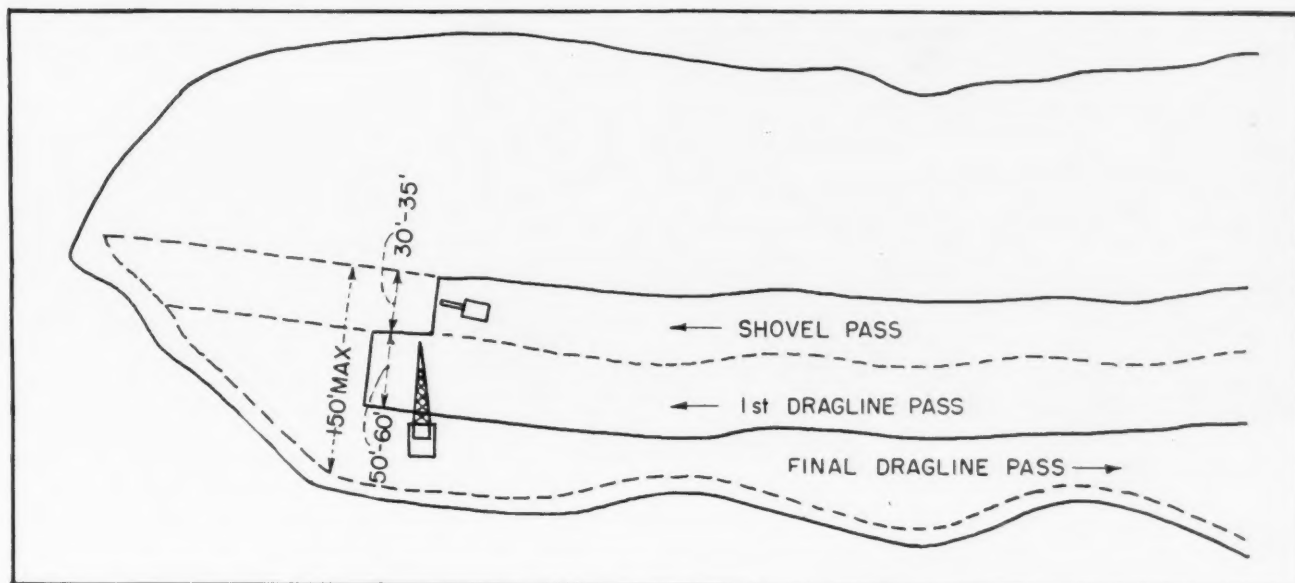 30'-35'
SHOVEL PASS
150' MAX
1st DRAGLINE PASS
50'-60'
FINAL DRAGLINE PASS